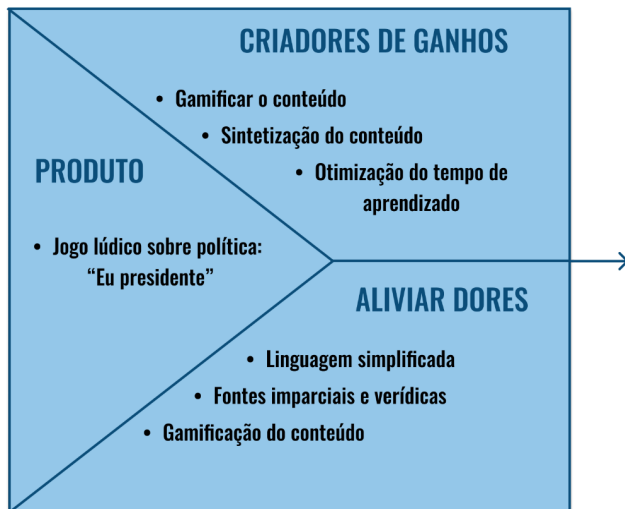 CRIADORES DE GANHOS
• Gamificar o conteúdo
• Sintetização do conteúdo
• Otimização do tempo de
aprendizado
PRODUTO
• Jogo lúdico sobre política:
“Eu presidente”
ALIVIAR DORES
• Linguagem simplificada
• Fontes imparciais e verídicas
• Gamificação do conteúdo